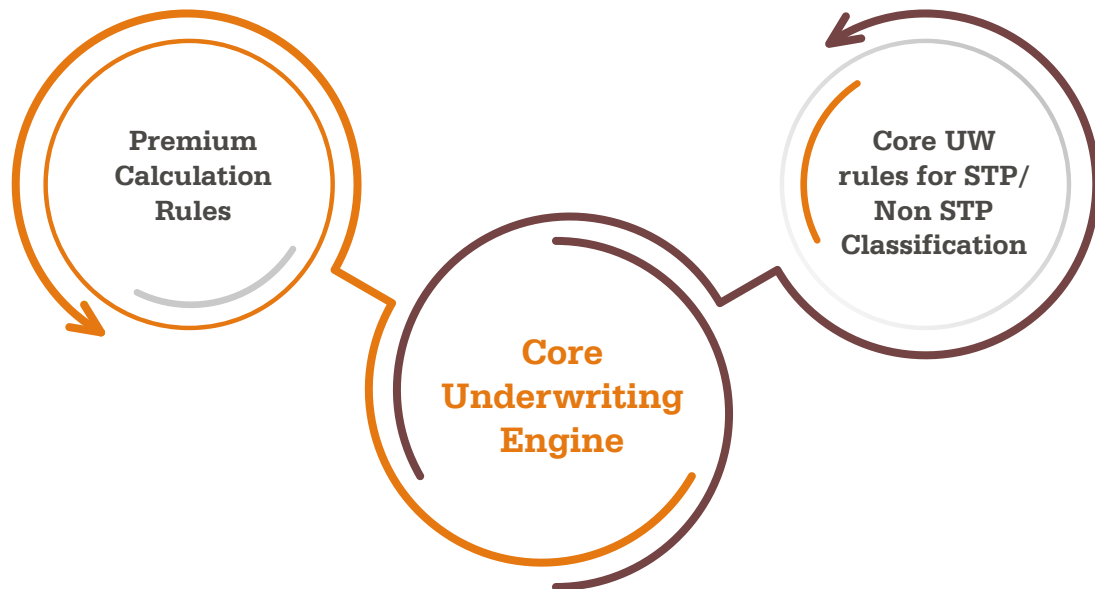 Premium
Calculation
Rules
Core UW
rules for STP/
Non STP
Classification
Core
Underwriting
Engine